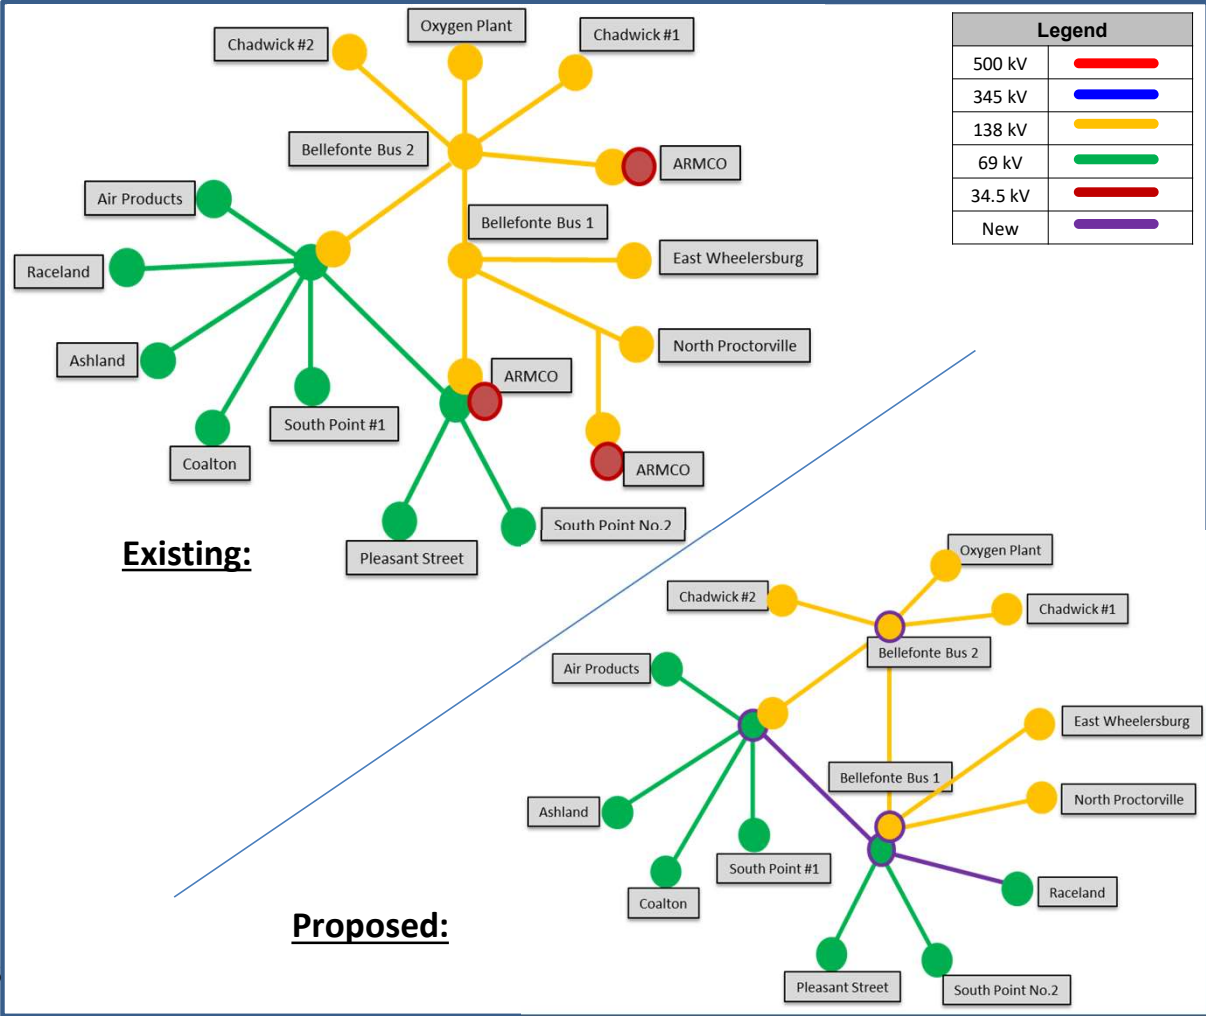 Oxygen Plant
Chadwick #2
Chadwick #1
Bellefonte Bus 2
ARMCO
Air Products
Bellefonte Bus 1
Raceland
East Wheelersburg
North Proctorville
Ashland
ARMCO
South Point #1
Coalton
ARMCO
South Point No.2
Pleasant Street
Existing:
Legend
500 kV
345 kV
138 kV
69 kV
34.5 kV
New
Oxygen Plant
Chadwick #2
Chadwick #1
Bellefonte Bus 2
Air Products
East Wheelersburg
Bellefonte Bus 1
North Proctorville
Ashland
South Point #1
Raceland
Coalton
Pleasant Street
South Point No.2
Proposed: